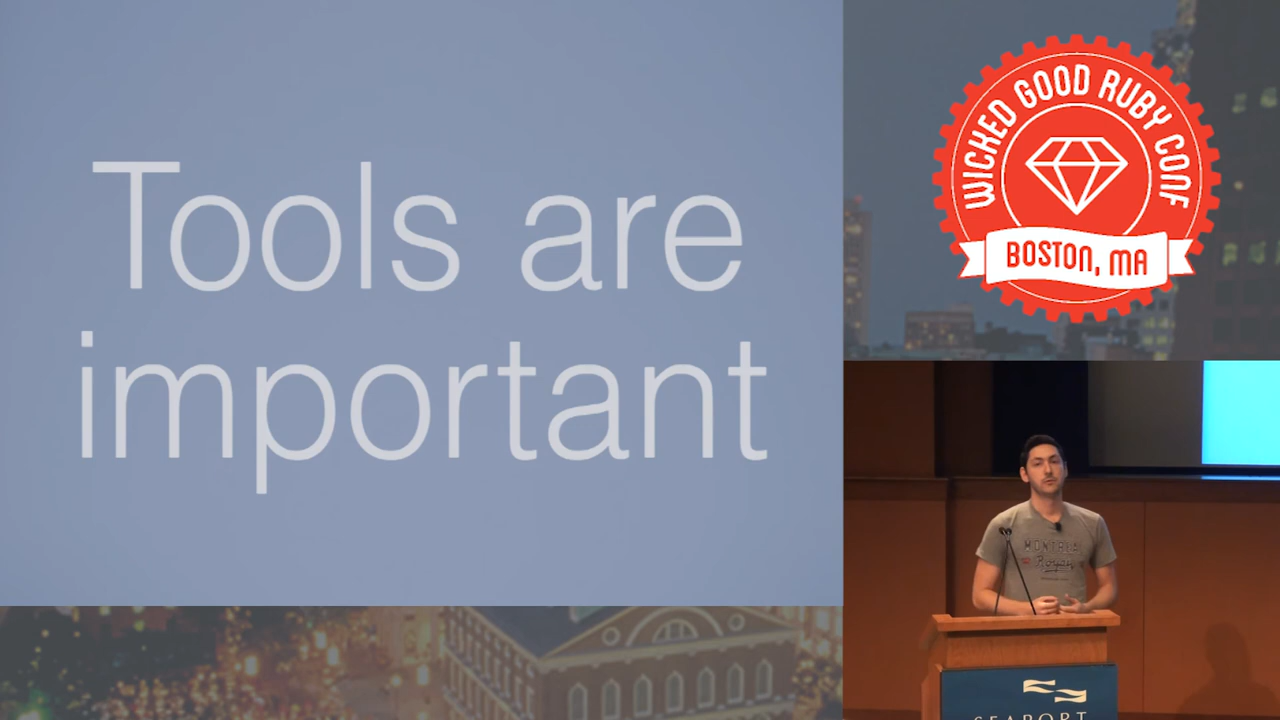 Tools are
important
WICKED GOOD RUBY CONF
BOSTON, MA
MONTREAL
SEAPORT